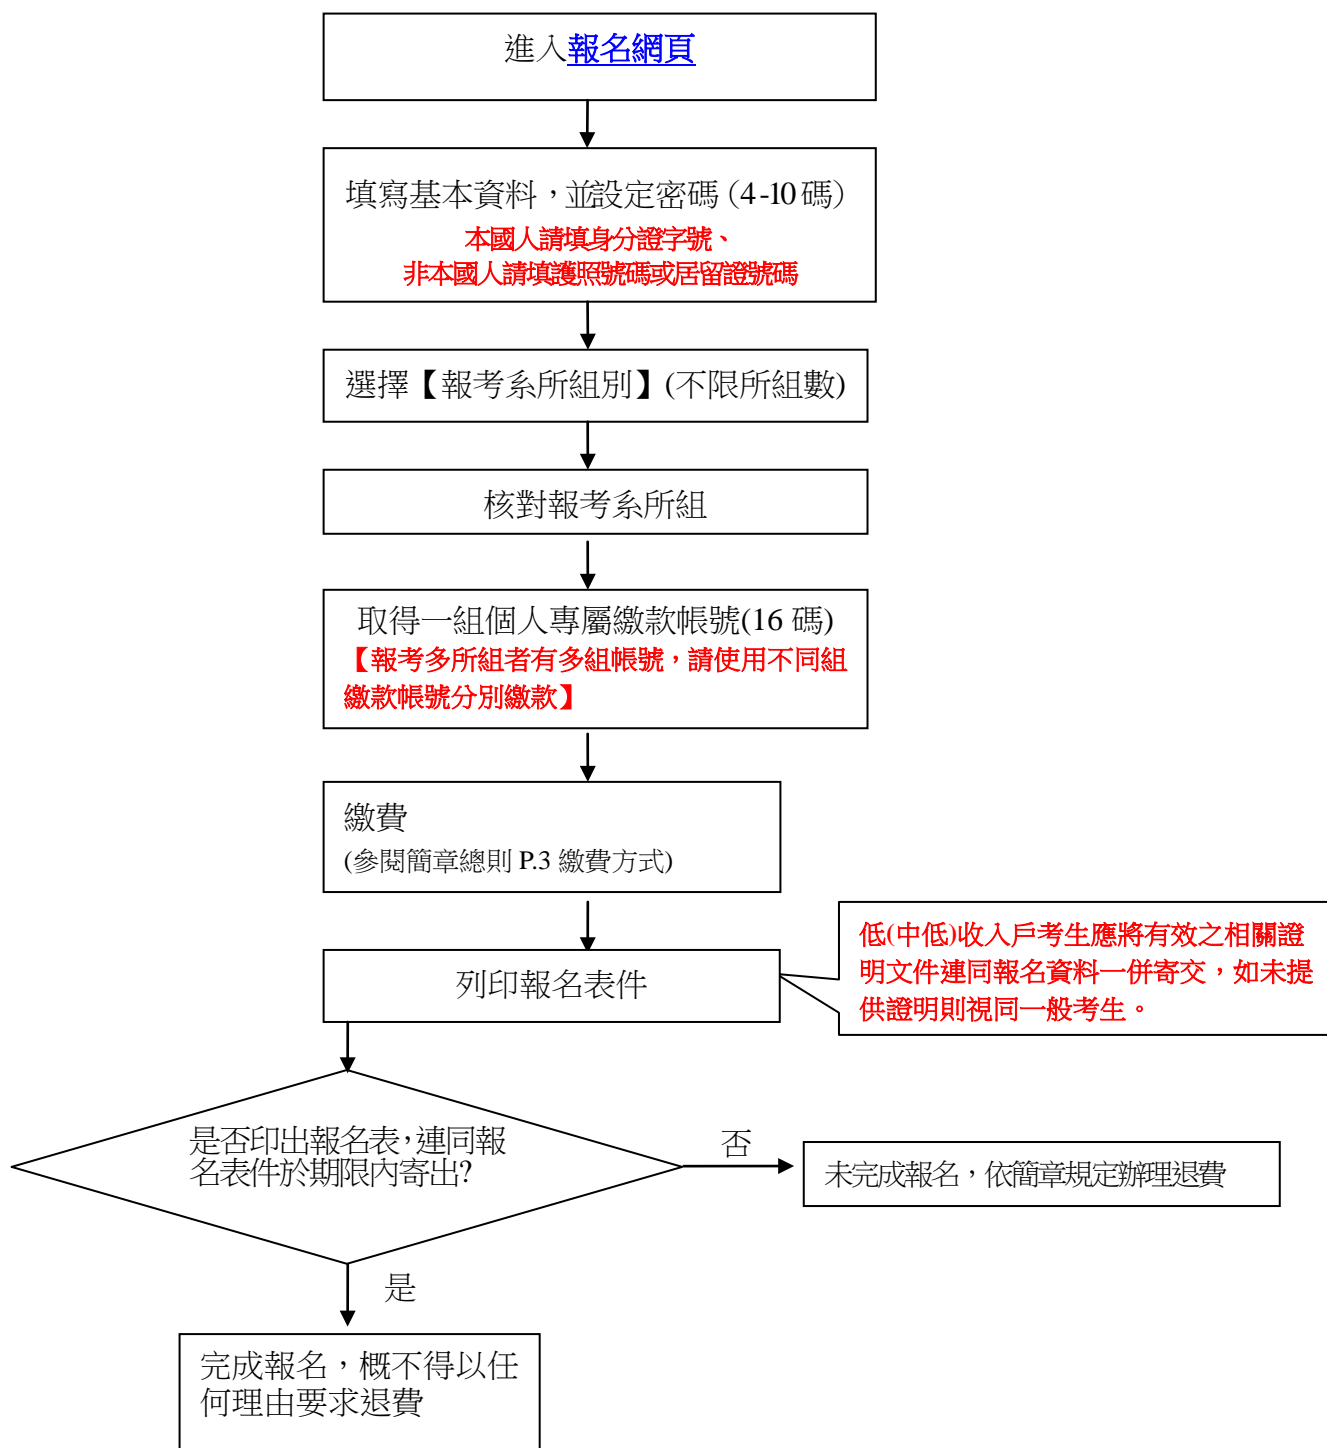 進入報名網頁
填寫基本資料，並設定密碼（4-10 碼）
本國人請填身分證字號、
非本國人請填護照號碼或居留證號碼
選擇【報考系所組別】(不限所組數)
核對報考系所組
取得一組個人專屬繳款帳號(16 碼)
【報考多所組者有多組帳號，請使用不同組
繳款帳號分別繳款】
繳費
(參閱簡章總則 P.3 繳費方式)
列印報名表件
低(中低)收入戶考生應將有效之相關證
明文件連同報名資料一併寄交，如未提
供證明則視同一般考生。
是否印出報名表，連同報
名表件於期限內寄出?
否
未完成報名，依簡章規定辦理退費
是
完成報名，概不得以任
何理由要求退費